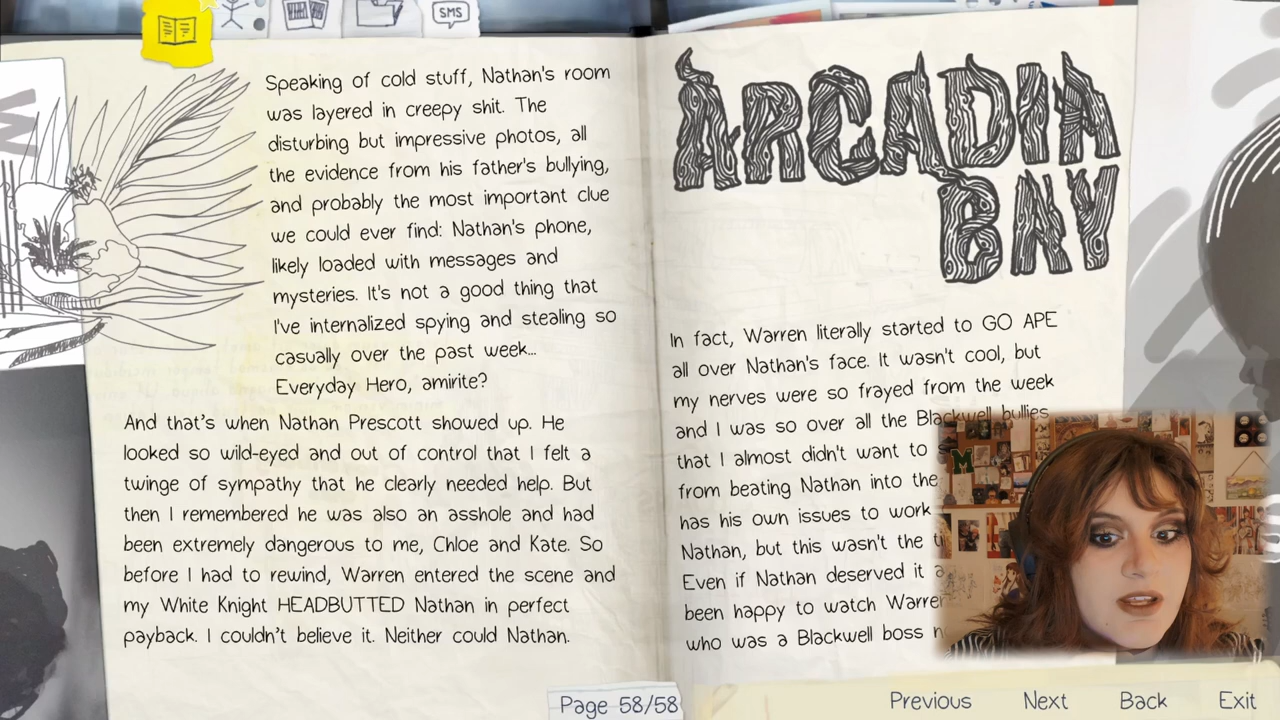 SMS
Speaking of cold stuff, Nathan's room
was layered in creepy shit. The
disturbing but impressive photos, all
the evidence from his father's bullying,
and probably the most important clue
we could ever find: Nathan's phone,
likely loaded with messages and
mysteries. It's not a good thing that
I've internalized spying and stealing so
casually over the past week...
Everyday Hero, amirite?
And that's when Nathan Prescott showed up. He
looked so wild-eyed and out of control that I felt a
twinge of sympathy that he clearly needed help. But
then I remembered he was also an asshole and had
been extremely dangerous to me, Chloe and Kate. So
before I had to rewind, Warren entered the scene and
my White Knight HEADBUTTED Nathan in perfect
payback. I couldn't believe it. Neither could Nathan.
ARCADIA
BAY
In fact, Warren literally started to GO APE
all over Nathan's face. It wasn't cool, but
my nerves were so frayed from the week
and I was so over all the Blackwell bullies
that I almost didn't want to
from beating Nathan into the
has his own issues to work
Nathan, but this wasn't the
Even if Nathan deserved it
been happy to watch Warren
who was a Blackwell boss
M
Page 58/58
Previous
Next
Back
Exit